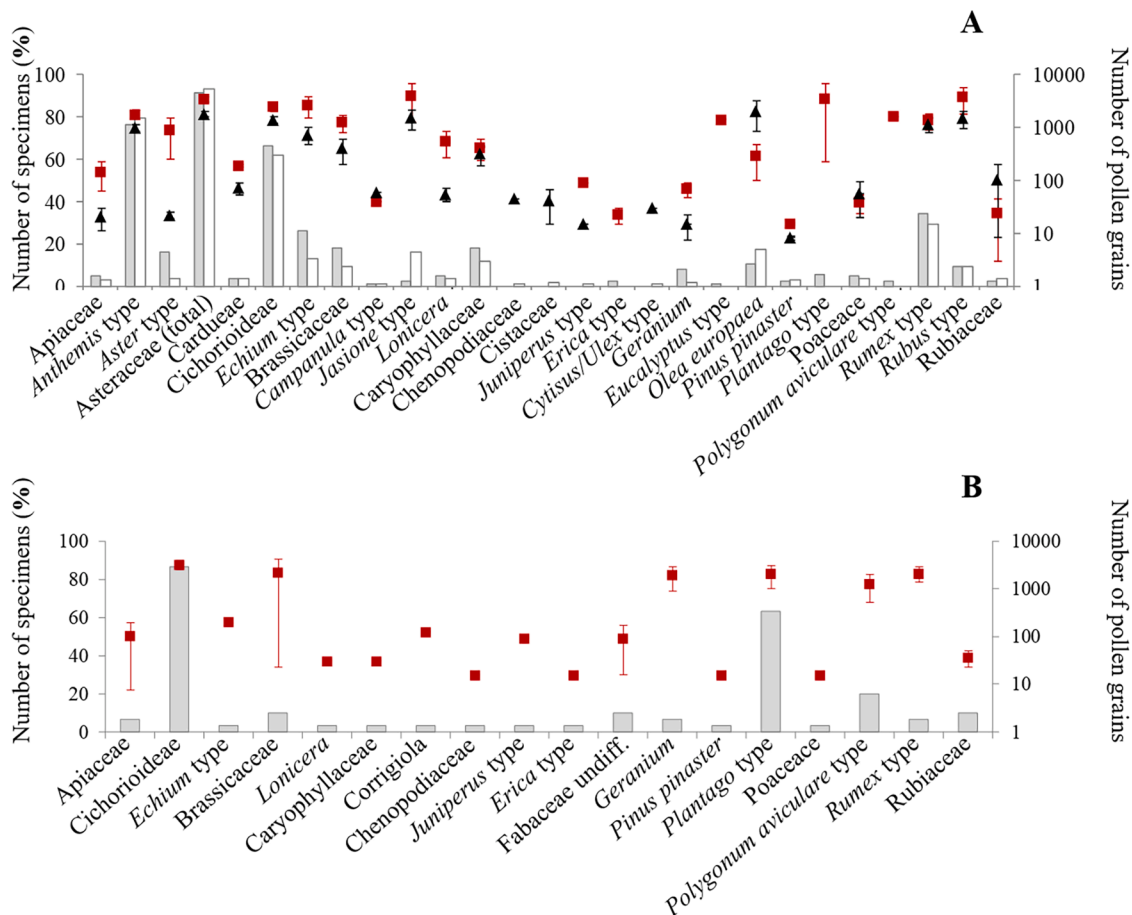 A
Number of specimens (%)
100
80
60
40
20
0
10000
1000
100
10
1
Number of pollen grains
Apiaceae
Anthemis type
Aster type
Asteraceae (total)
Cardueae
Cichorioideae
Echium type
Brassicaceae
Campanula type
Jasione type
Lonicera
Caryophyllaceae
Chenopodiaceae
Cistaceae
Juniperus type
Erica type
Cytisus/Ulex type
Geranium
Eucalyptus type
Olea europaea
Pinus pinaster
Plantago type
Poaceace
Polygonum aviculare type
Rumex type
Rubus type
Rubiaceae
B
Number of specimens (%)
100
80
60
40
20
0
10000
1000
100
10
1
Number of pollen grains
Apiaceae
Cichorioideae
Echium type
Brassicaceae
Lonicera
Caryophyllaceae
Corrigiola
Chenopodiaceae
Juniperus type
Erica type
Fabaceae undiff.
Geranium
Pinus pinaster
Plantago type
Poaceace
Polygonum aviculare type
Rumex type
Rubiaceae